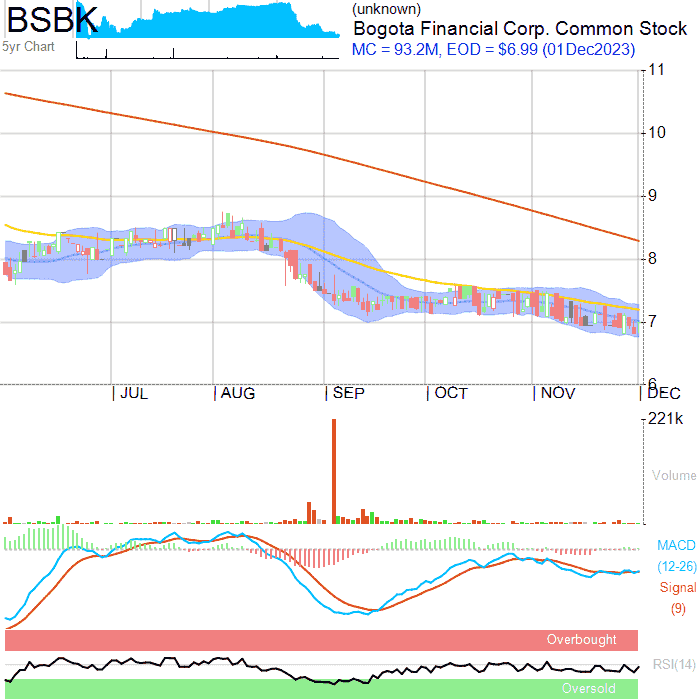 BSBK
5yr Chart
(unknown)
Bogota Financial Corp. Common Stock
MC = 93.2M, EOD = $6.99 (01Dec2023)
11
10
9
8
7
6
JUL
AUG
SEP
OCT
NOV
DEC
221k
Volume
MACD
(12-26)
Signal
(9)
Overbought
RSI(14)
Oversold